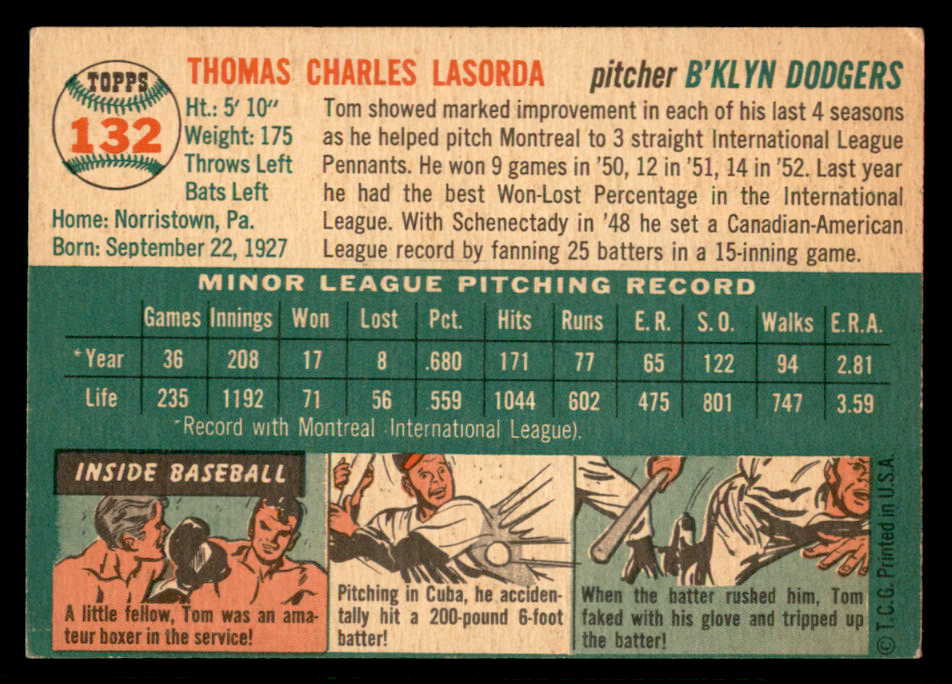 TOPPS
132
THOMAS CHARLES LASORDA
pitcher B'KLYN DODGERS
Ht.: 5' 10"
Weight: 175
Throws Left
Bats Left
Home: Norristown, Pa.
Born: September 22, 1927
Tom showed marked improvement in each of his last 4 seasons
as he helped pitch Montreal to 3 straight International League
Pennants. He won 9 games in '50, 12 in '51, 14 in '52. Last year
he had the best Won-Lost Percentage in the International
League. With Schenectady in '48 he set a Canadian-American
League record by fanning 25 batters in a 15-inning game.
MINOR LEAGUE PITCHING RECORD
Games Innings Won Lost Pct. Hits Runs E. R. S. O. Walks E.R.A.
*Year 36 208 17 8 .680 171 77 65 122 94 2.81
Life 235 1192 71 56 .559 1044 602 475 801 747 3.59
*Record with Montreal International League).
INSIDE BASEBALL
A little fellow, Tom was an ama-
teur boxer in the service!
Pitching in Cuba, he acciden-
tally hit a 200-pound 6-foot
batter!
When the batter rushed him, Tom
faked with his glove and tripped up
the batter!
© T.C.G. Printed in U.S.A.